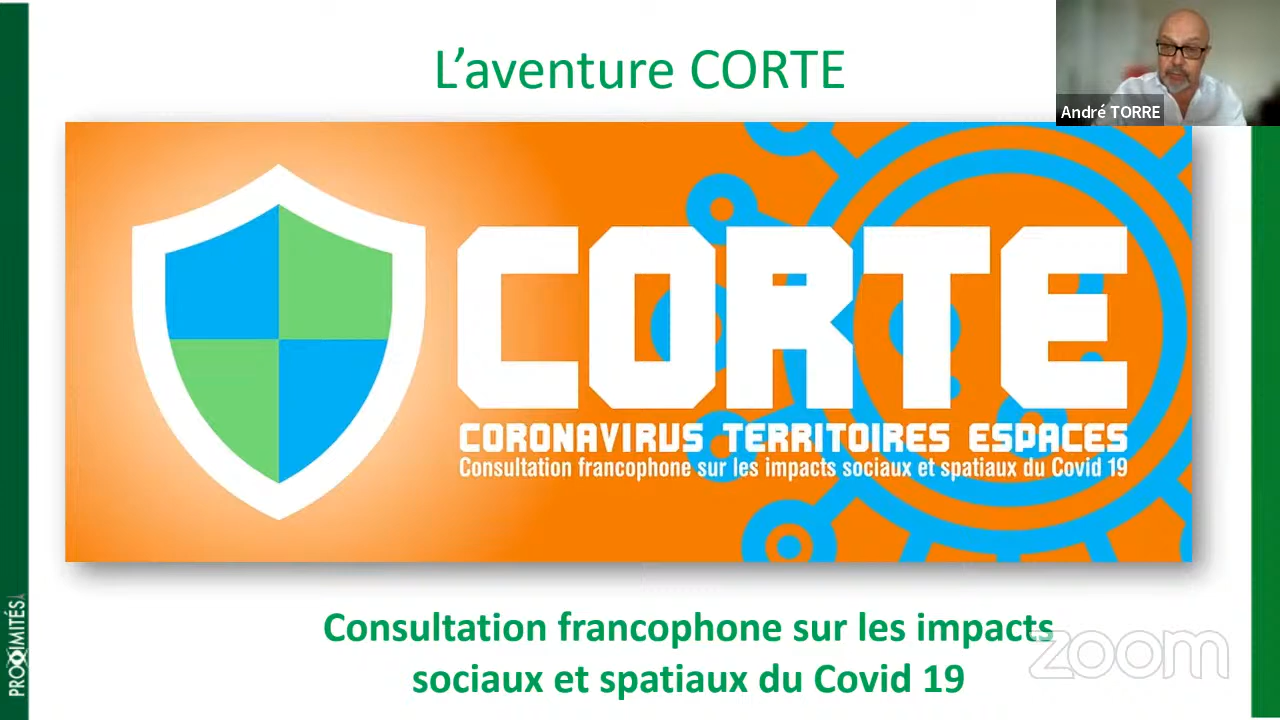 L’aventure CORTE
André TORRE
CORTE
CORONAVIRUS TERRITOIRES ESPACES
Consultation francophone sur les impacts sociaux et spatiaux du Covid 19
Consultation francophone sur les impacts
sociaux et spatiaux du Covid 19
zoom
PROXIMITÉS